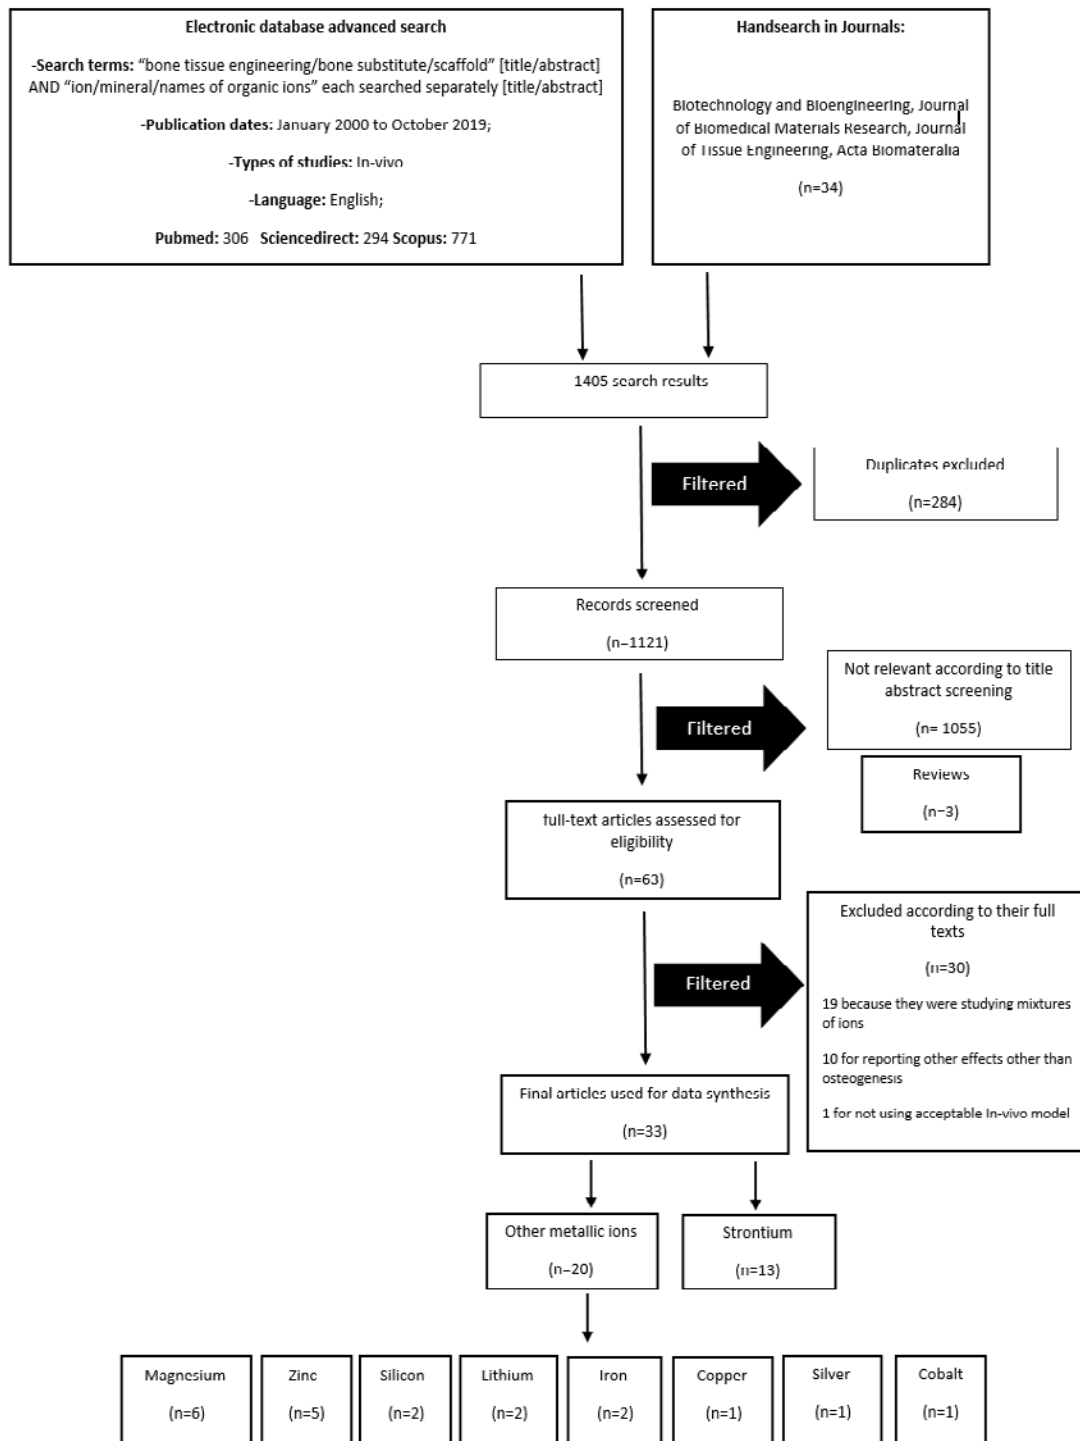 Electronic database advanced search
-Search terms: “bone tissue engineering/bone substitute/scaffold” [title/abstract]
AND “ion/mineral/names of organic ions” each searched separately [title/abstract]
-Publication dates: January 2000 to October 2019;
-Types of studies: In-vivo
-Language: English;
Pubmed: 306 Sciencedirect: 294 Scopus: 771
Handsearch in Journals:
Biotechnology and Bioengineering, Journal
of Biomedical Materials Research, Journal
of Tissue Engineering, Acta Biomateralia
(n=34)
1405 search results
Filtered
Duplicates excluded
(n=284)
Records screened
(n=1121)
Filtered
Not relevant according to title
abstract screening
(n= 1055)
Reviews
(n=3)
full-text articles assessed for
eligibility
(n=63)
Filtered
Excluded according to their full
texts
(n=30)
19 because they were studying mixtures
of ions
10 for reporting other effects other than
osteogenesis
1 for not using acceptable In-vivo model
Final articles used for data synthesis
(n=33)
Other metallic ions
(n=20)
Strontium
(n=13)
Magnesium
(n=6)
Zinc
(n=5)
Silicon
(n=2)
Lithium
(n=2)
Iron
(n=2)
Copper
(n=1)
Silver
(n=1)
Cobalt
(n=1)